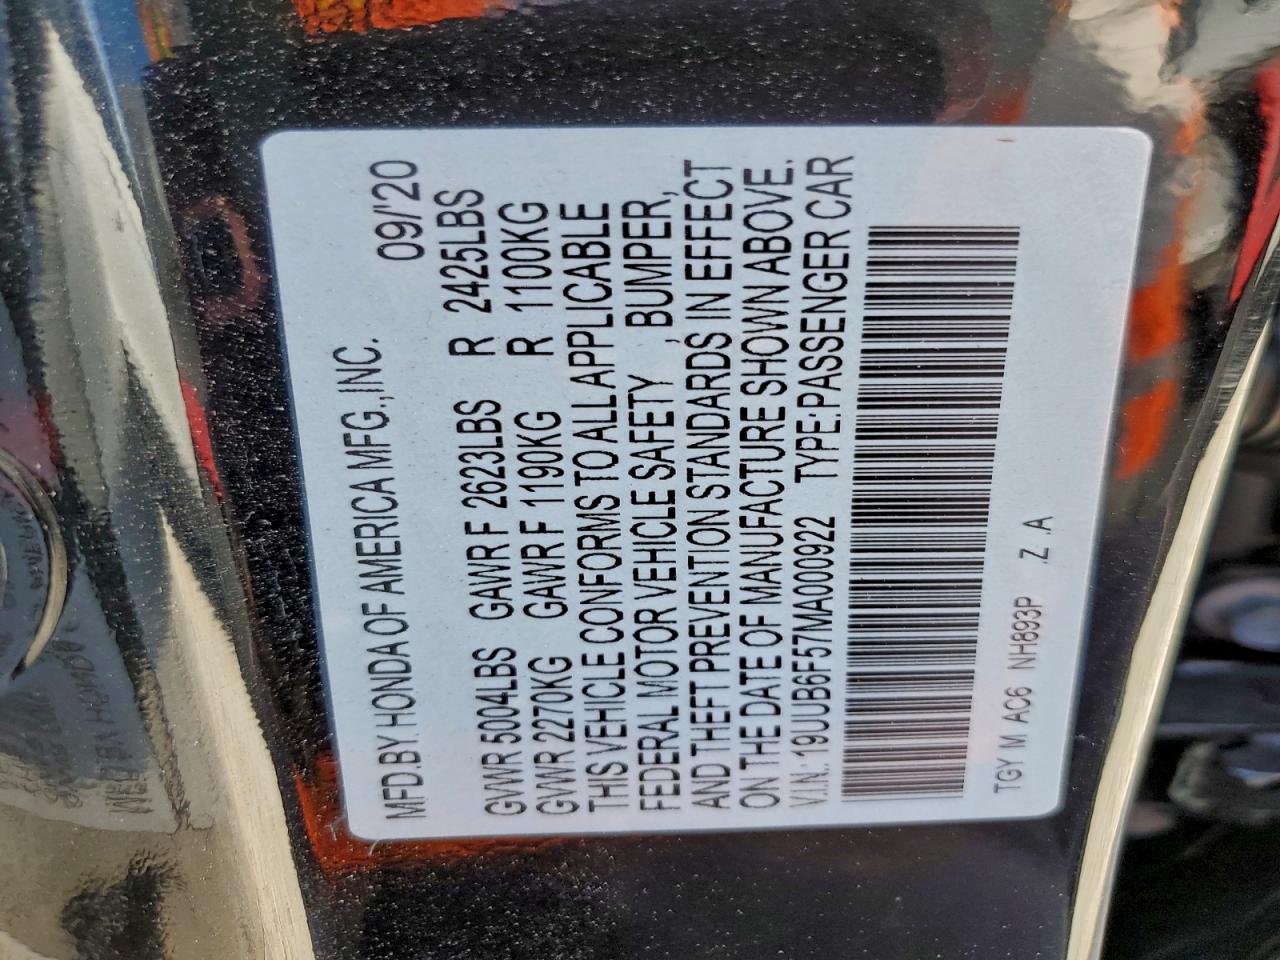 MFD BY. HONDA OF AMERICA MFG.,INC. 09/'20
GVWR 5004LBS GAWR F 2623LBS R 2425LBS
GVWR 2270KG GAWR F 1190KG R 1100KG
THIS VEHICLE CONFORMS TO ALL APPLICABLE
FEDERAL MOTOR VEHICLE SAFETY , BUMPER,
AND THEFT PREVENTION STANDARDS IN EFFECT
ON THE DATE OF MANUFACTURE SHOWN ABOVE.
V.I.N.: 19UUB6F57MA000922 TYPE: PASSENGER CAR
TGY M AC6 NH893P .Z .A